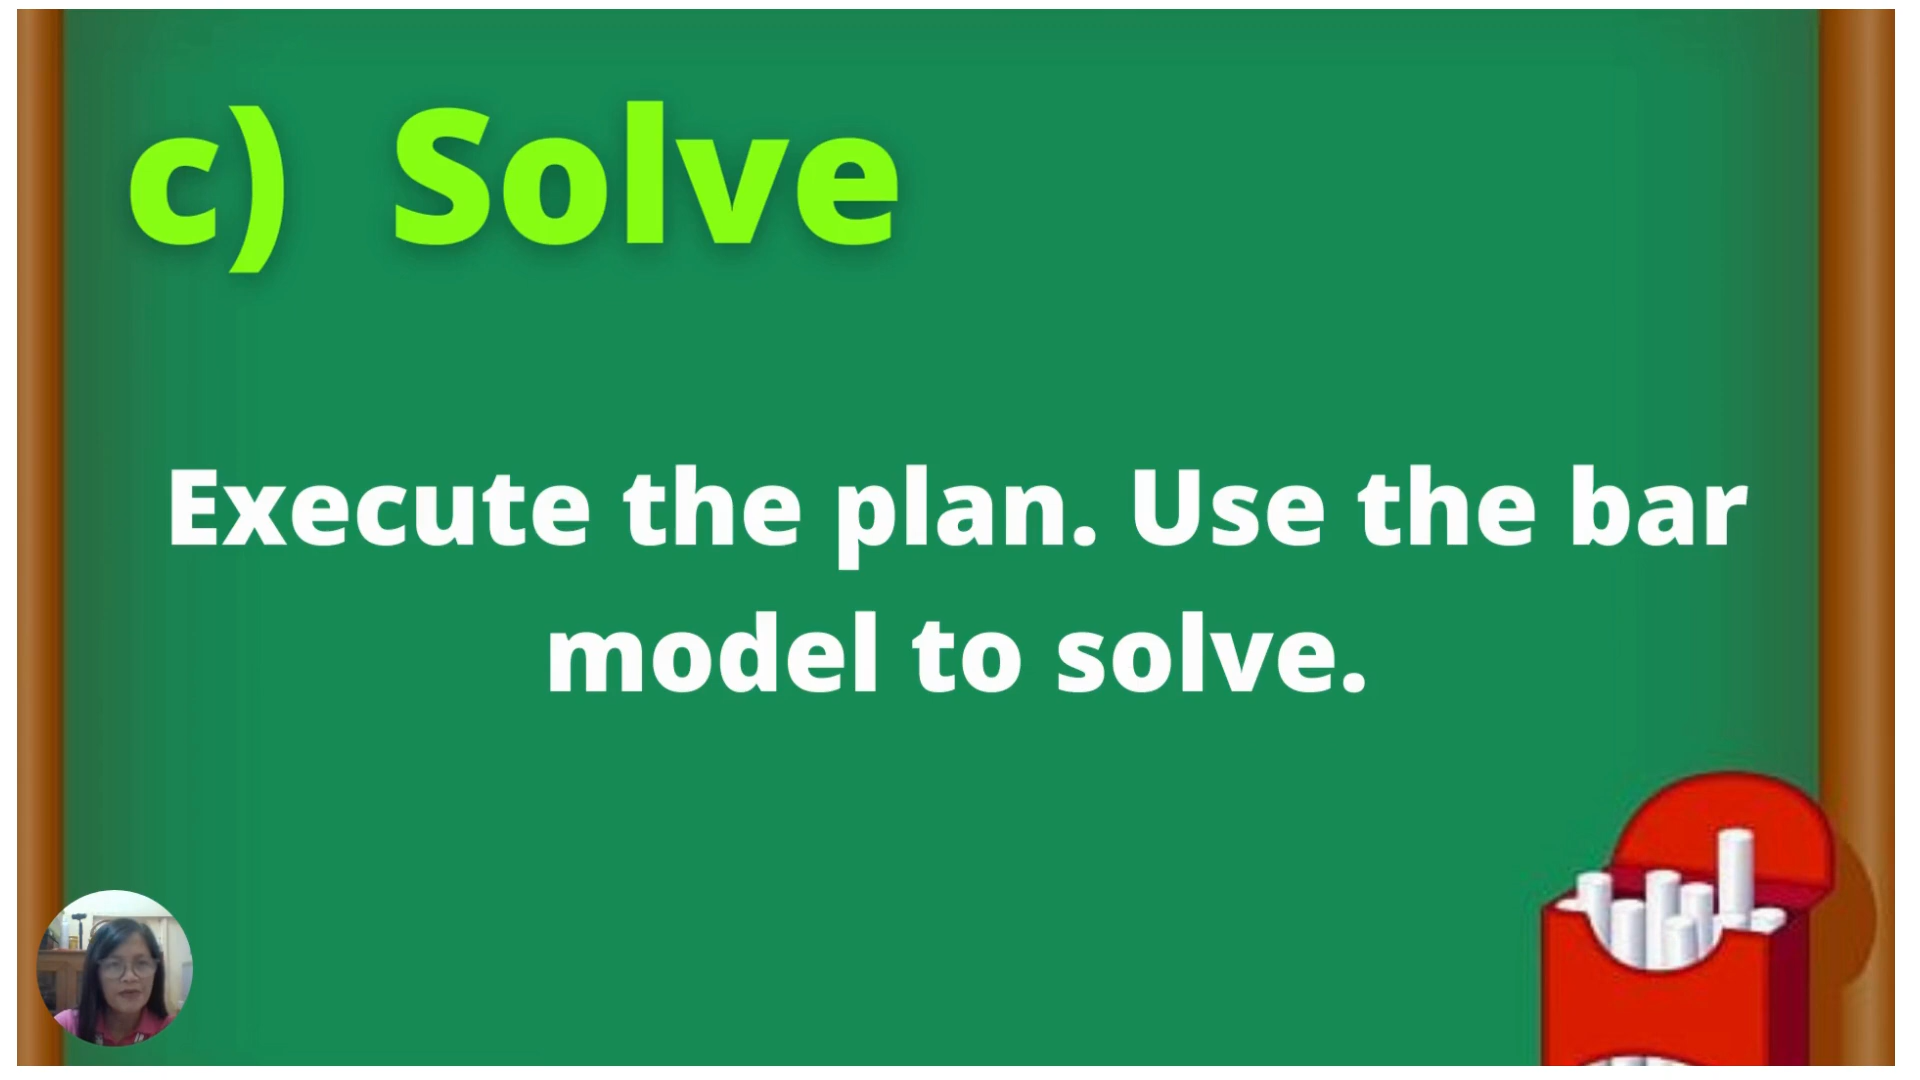 c) Solve
Execute the plan. Use the bar
model to solve.